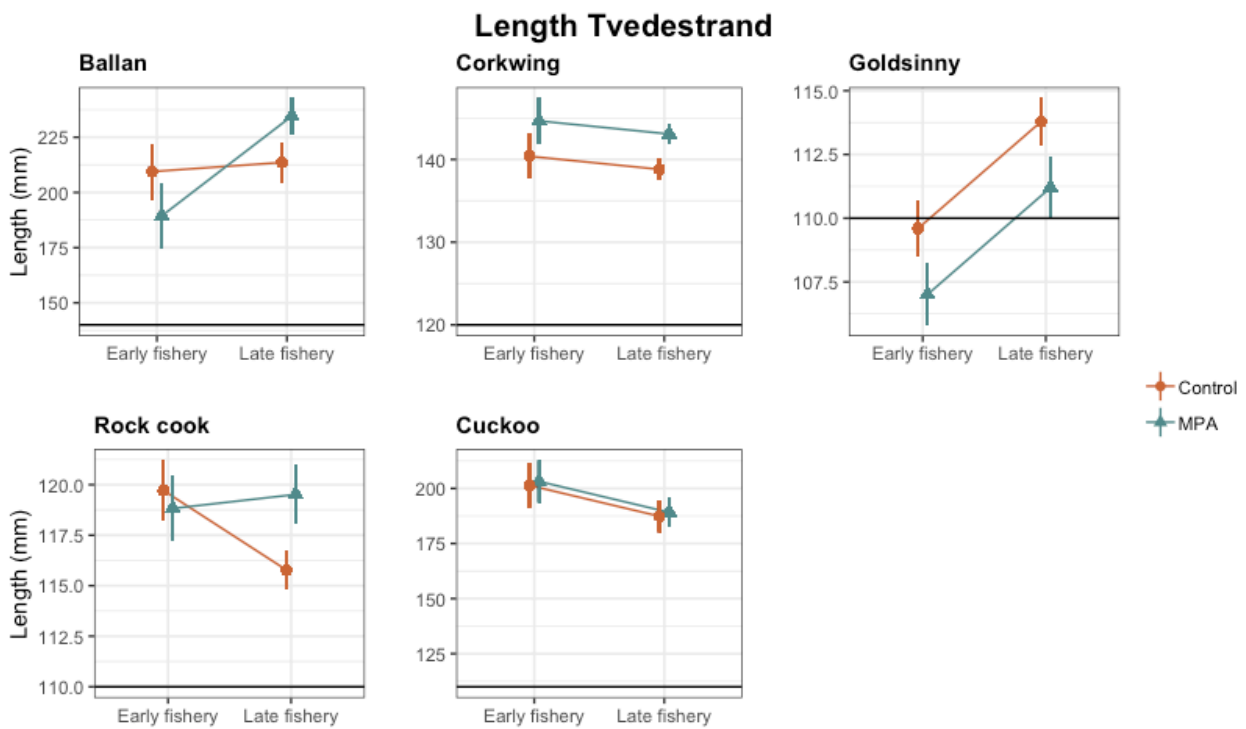 Length Tvedestrand
Ballan
Corkwing
Goldsinny
Length (mm)
225
200
175
150
Early fishery
Late fishery
140
130
120
Early fishery
Late fishery
115.0
112.5
110.0
107.5
Early fishery
Late fishery
Control
MPA
Rock cook
Cuckoo
Length (mm)
120.0
117.5
115.0
112.5
110.0
Early fishery
Late fishery
200
175
150
125
Early fishery
Late fishery